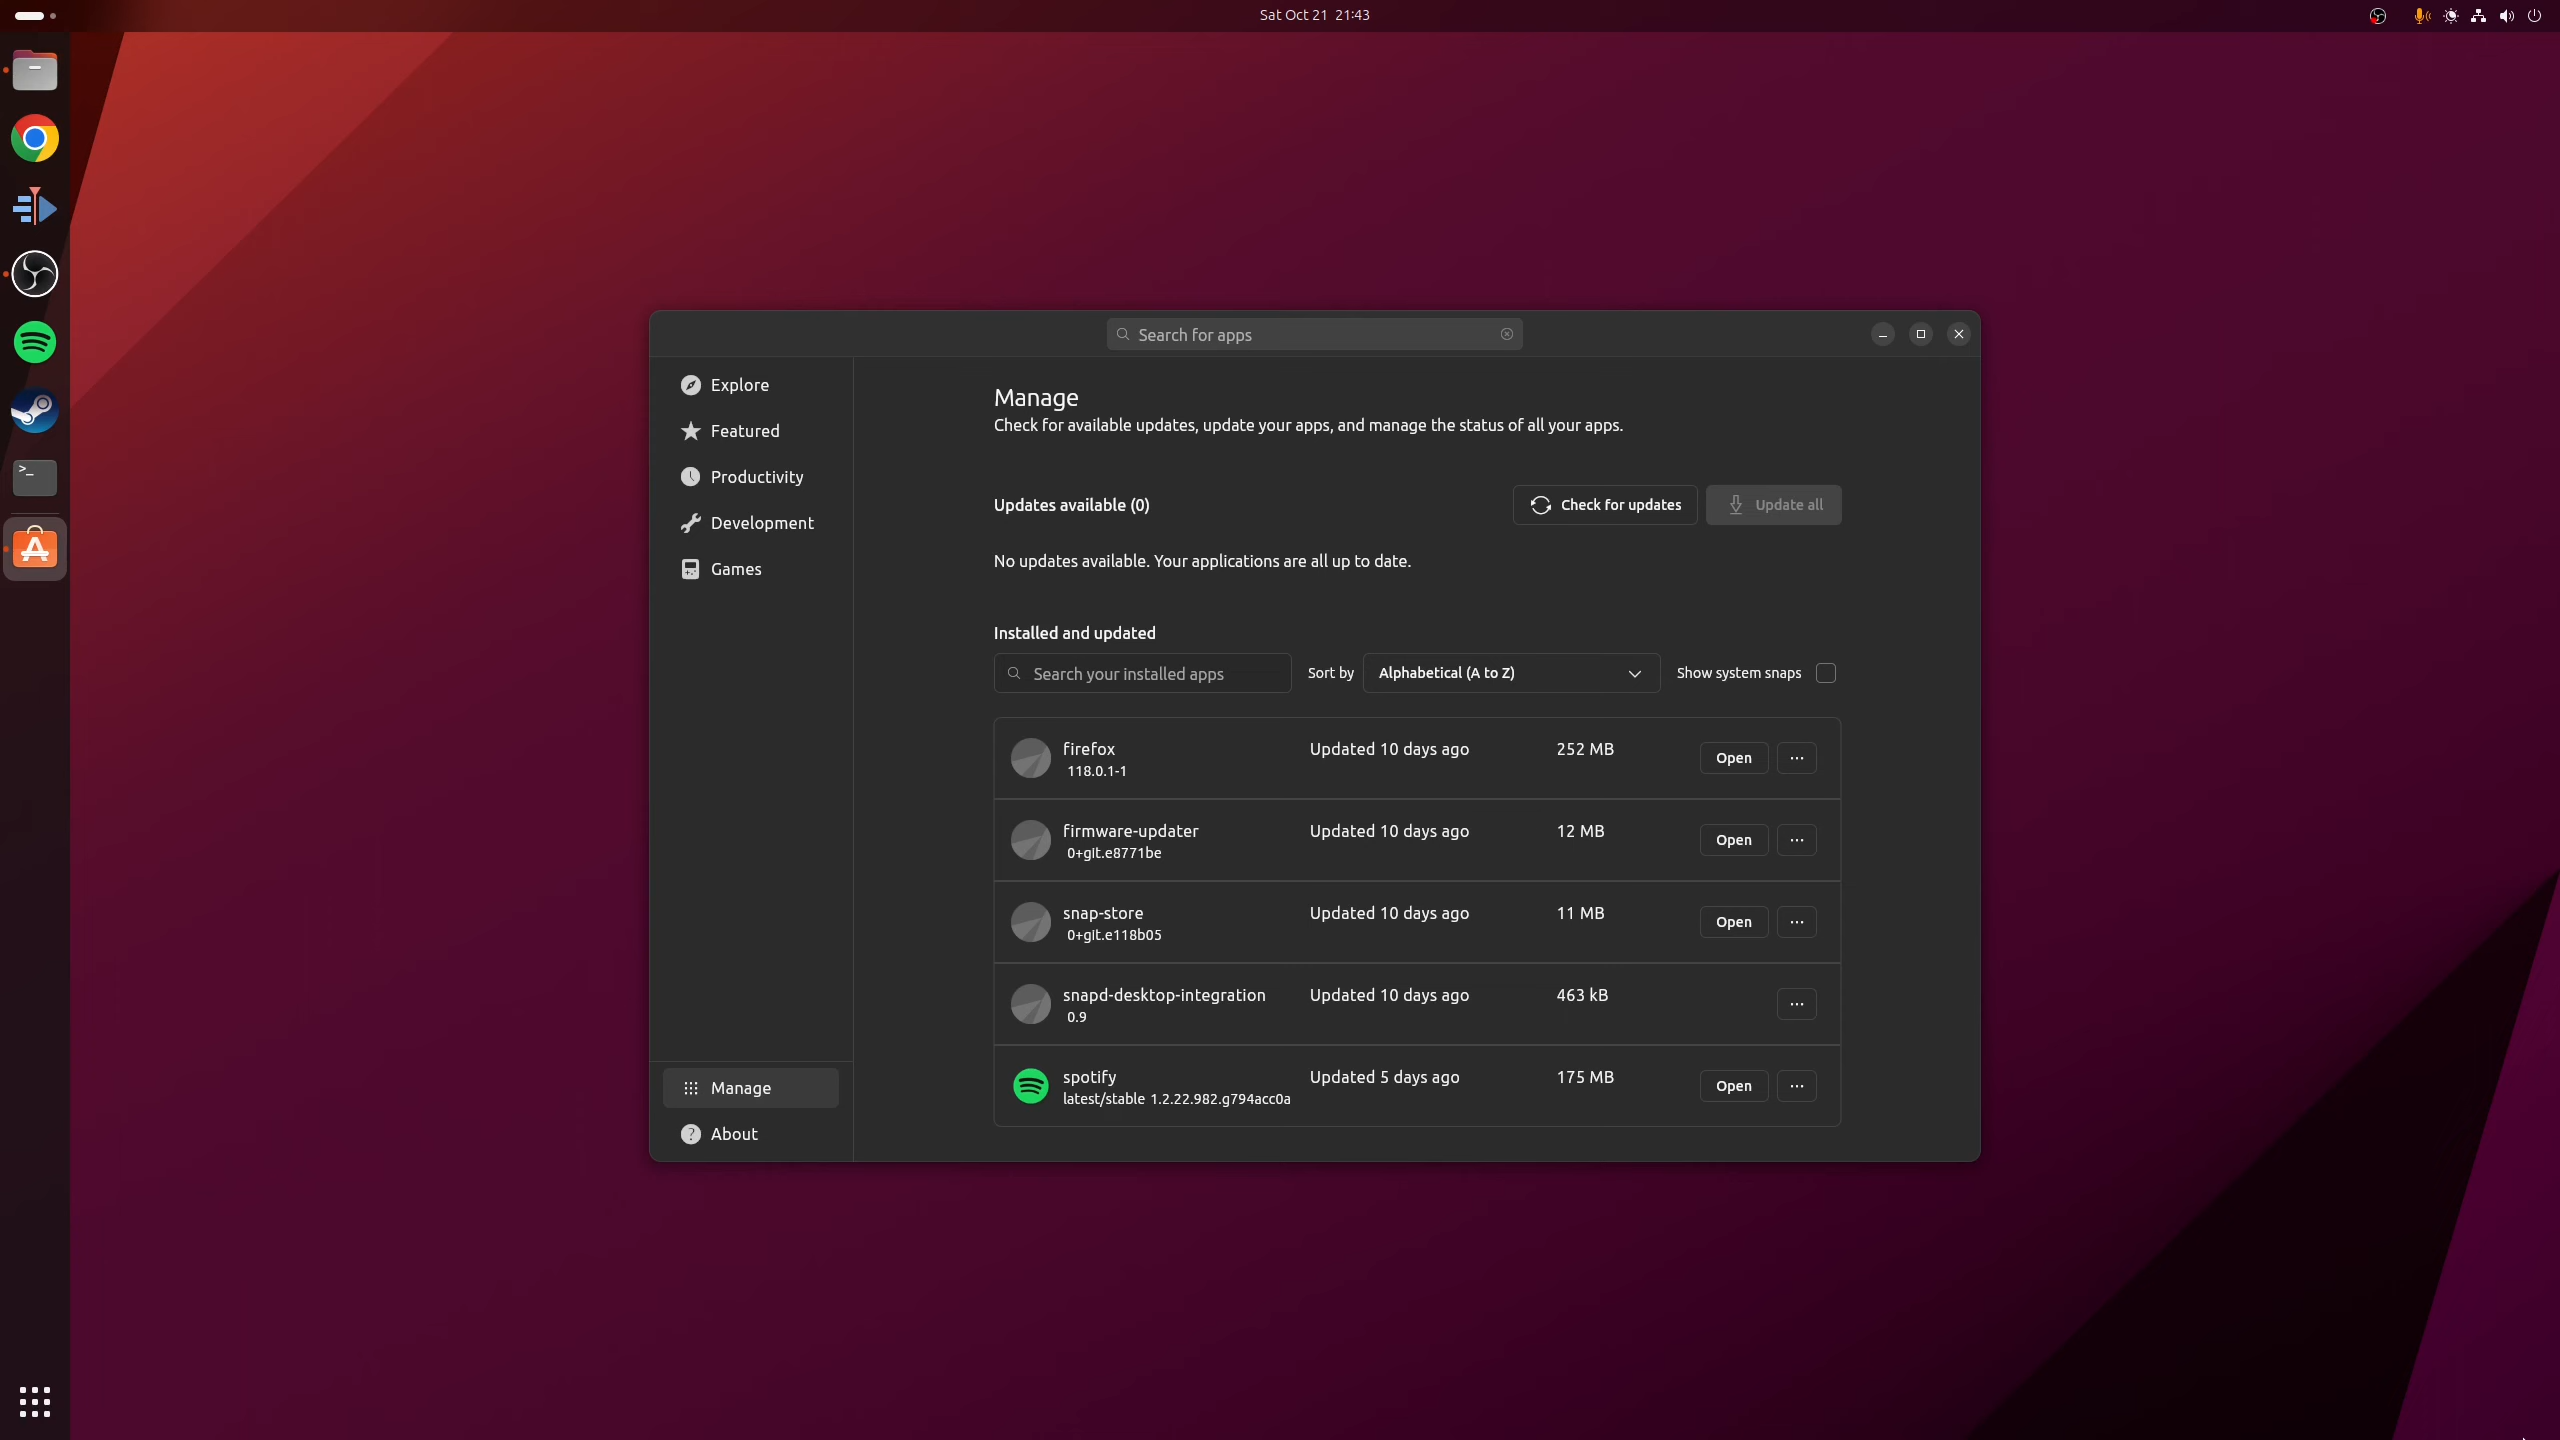 Sat Oct 21 21:43
Search for apps
Explore
Featured
Productivity
Development
Games
Manage
About
Manage
Check for available updates, update your apps, and manage the status of all your apps.
Updates available (0)
Check for updates
Update all
No updates available. Your applications are all up to date.
Installed and updated
Search your installed apps
Sort by
Alphabetical (A to Z)
Show system snaps
firefox Updated 10 days ago 252 MB Open
118.0.1-1
firmware-updater Updated 10 days ago 12 MB Open
0+git.e8771be
snap-store Updated 10 days ago 11 MB Open
0+git.e118b05
snapd-desktop-integration Updated 10 days ago 463 kB
0.9
spotify Updated 5 days ago 175 MB Open
latest/stable 1.2.22.982.g794acc0a